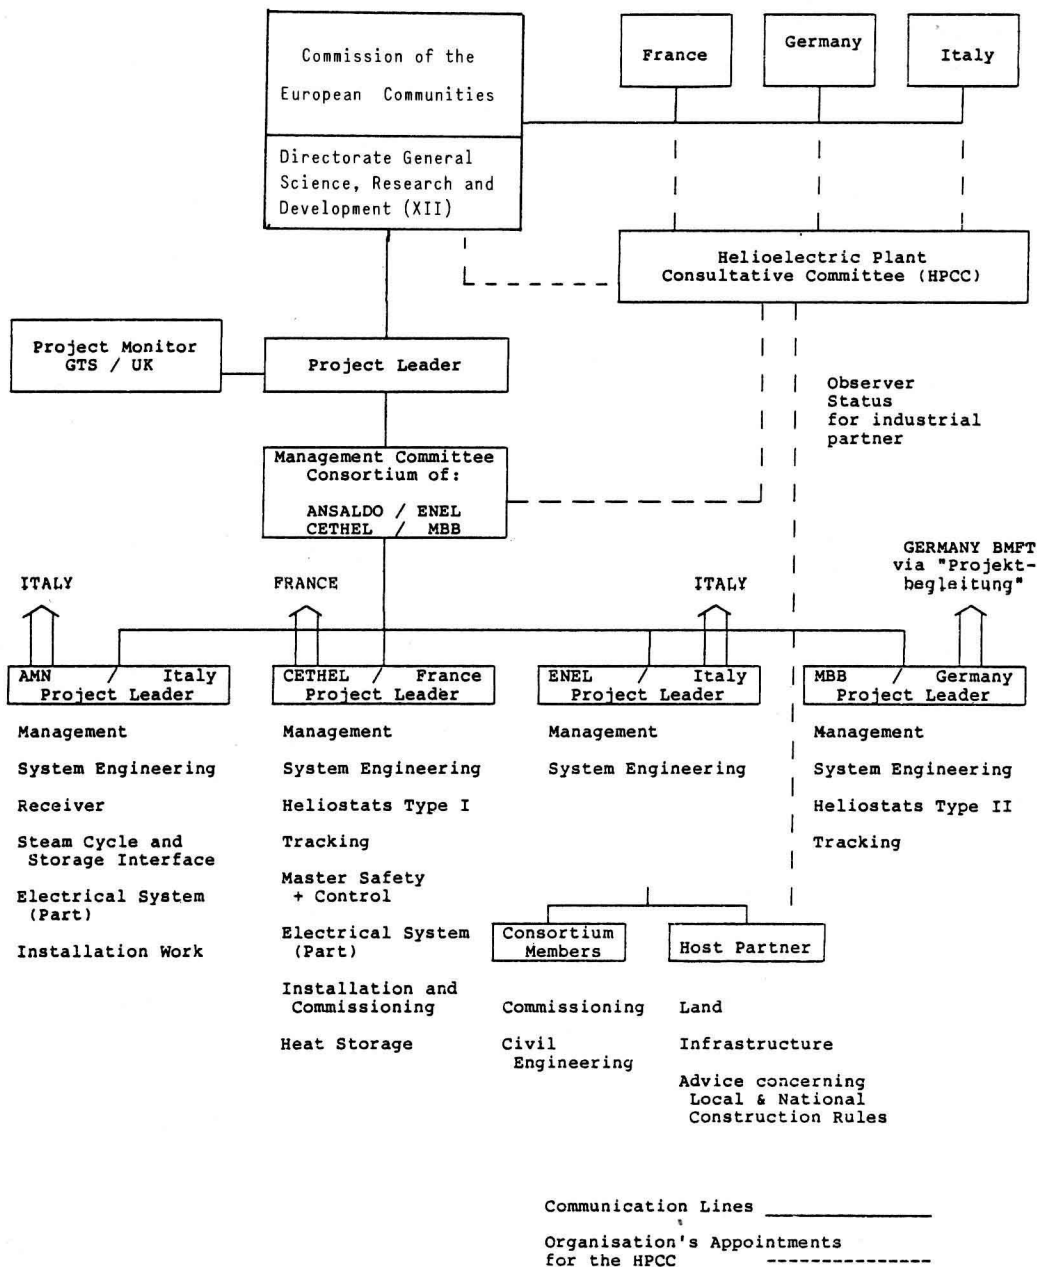 Commission of the
European Communities
Directorate General
Science, Research and
Development (XII)
France
Germany
Italy
Helioelectric Plant
Consultative Committee (HPCC)
Project Monitor
GTS / UK
Project Leader
Observer
Status
for industrial
partner
Management Committee
Consortium of:
ANSALDO / ENEL
CETHEL / MBB
ITALY
FRANCE
ITALY
GERMANY BMFT
via "Projekt-
begleitung"
AMN / Italy
Project Leader
Management
System Engineering
Receiver
Steam Cycle and
Storage Interface
Electrical System
(Part)
Installation Work
CETHEL / France
Project Leader
Management
System Engineering
Heliostats Type I
Tracking
Master Safety
+ Control
Electrical System
(Part)
Installation and
Commissioning
Heat Storage
ENEL / Italy
Project Leader
Management
System Engineering
Consortium
Members
Commissioning
Civil
Engineering
Host Partner
Land
Infrastructure
Advice concerning
Local & National
Construction Rules
MBB / Germany
Project Leader
Management
System Engineering
Heliostats Type II
Tracking
Communication Lines
Organisation's Appointments
for the HPCC